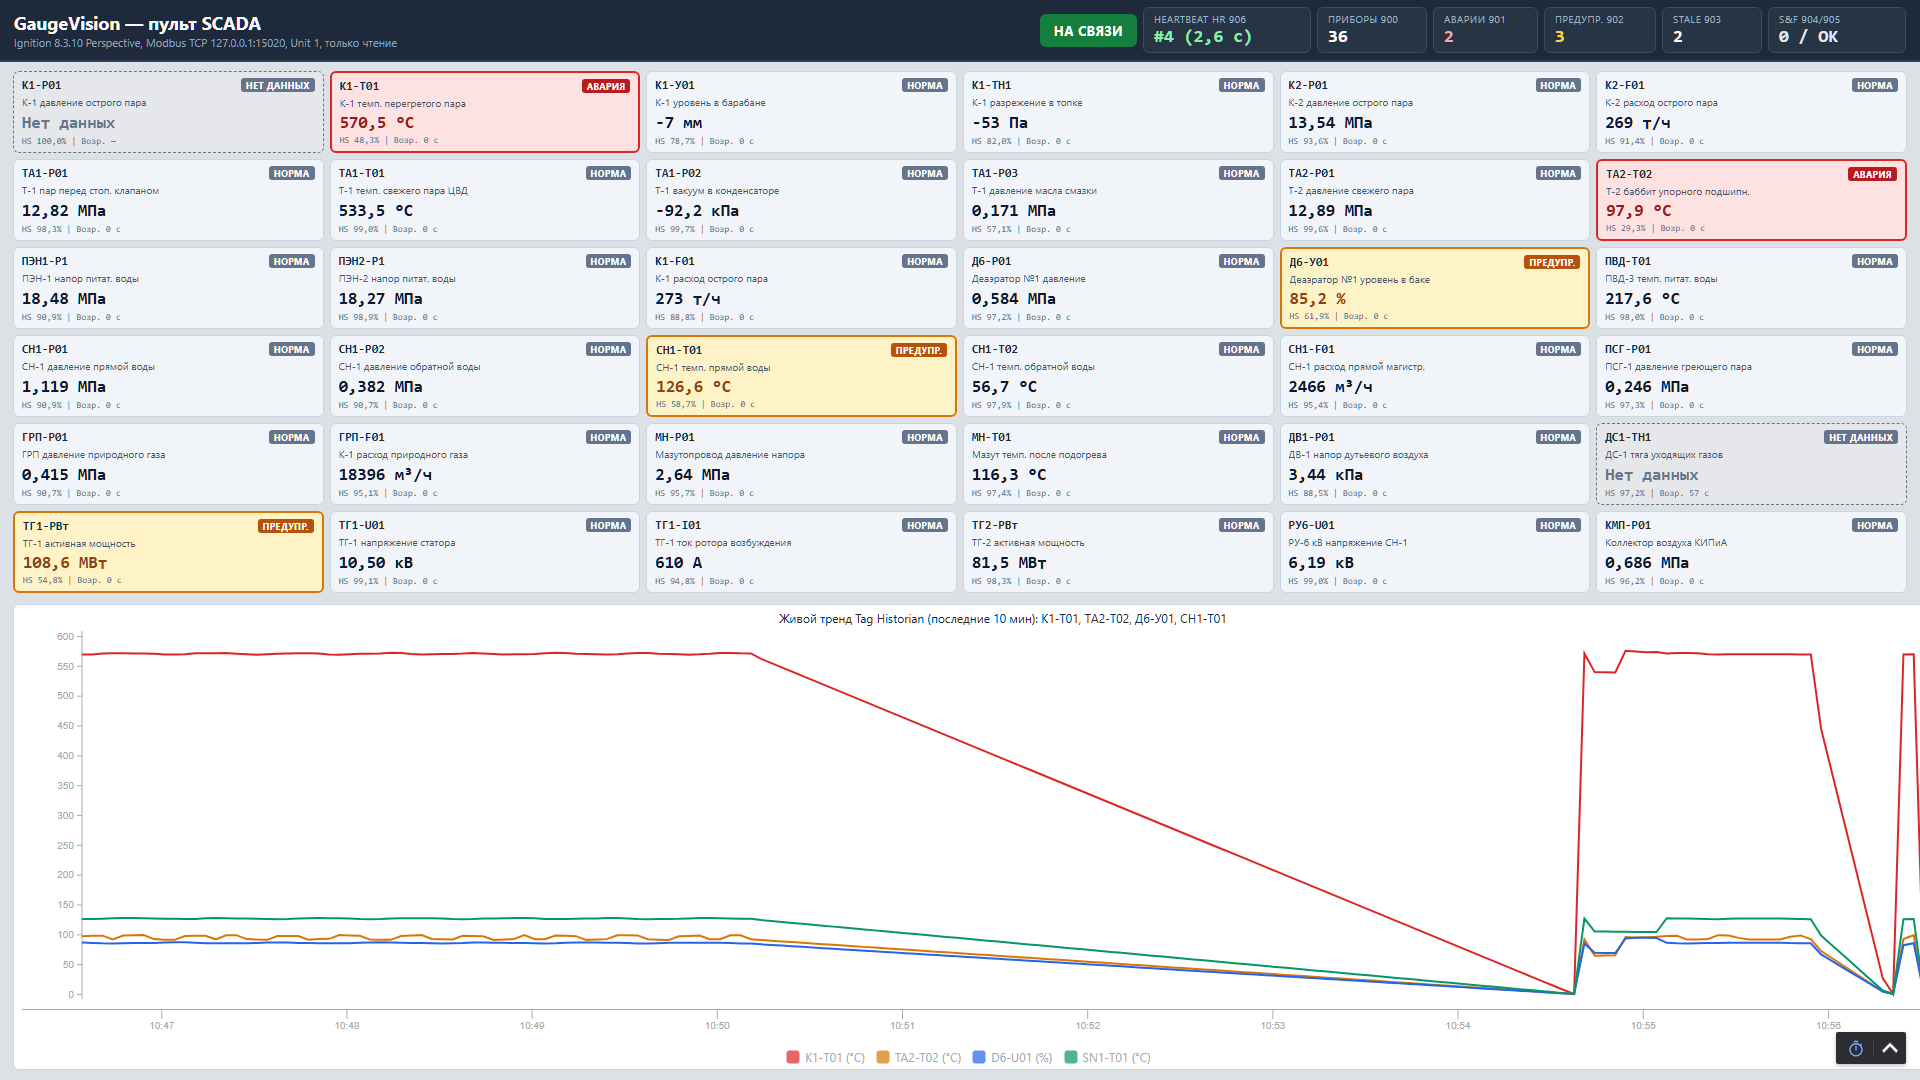 GaugeVision — пульт SCADA
Ignition 8.3.10 Perspective, Modbus TCP 127.0.0.1:15020, Unit 1, только чтение
НА СВЯЗИ
HEARTBEAT HR 906
#4 (2,6 с)
ПРИБОРЫ 900
36
АВАРИИ 901
2
ПРЕДУПР. 902
3
STALE 903
2
S&F 904/905
0 / OK
К1-Р01
НЕТ ДАННЫХ
К-1 давление острого пара
Нет данных
HS 100,0% | Возр. —
К1-Т01
АВАРИЯ
К-1 темп. перегретого пара
570,5 °C
HS 48,3% | Возр. 0 с
К1-У01
НОРМА
К-1 уровень в барабане
-7 мм
HS 78,7% | Возр. 0 с
К1-ТН1
НОРМА
К-1 разрежение в топке
-53 Па
HS 82,0% | Возр. 0 с
К2-Р01
НОРМА
К-2 давление острого пара
13,54 МПа
HS 93,6% | Возр. 0 с
К2-F01
НОРМА
К-2 расход острого пара
269 т/ч
HS 91,4% | Возр. 0 с
ТА1-Р01
НОРМА
Т-1 пар перед стоп. клапаном
12,82 МПа
HS 98,3% | Возр. 0 с
ТА1-Т01
НОРМА
Т-1 темп. свежего пара ЦВД
533,5 °C
HS 99,0% | Возр. 0 с
ТА1-Р02
НОРМА
Т-1 вакуум в конденсаторе
-92,2 кПа
HS 99,7% | Возр. 0 с
ТА1-Р03
НОРМА
Т-1 давление масла смазки
0,171 МПа
HS 57,1% | Возр. 0 с
ТА2-Р01
НОРМА
Т-2 давление свежего пара
12,89 МПа
HS 99,6% | Возр. 0 с
ТА2-Т02
АВАРИЯ
Т-2 баббит упорного подшипн.
97,9 °C
HS 29,3% | Возр. 0 с
ПЭН1-Р1
НОРМА
ПЭН-1 напор питат. воды
18,48 МПа
HS 90,9% | Возр. 0 с
ПЭН2-Р1
НОРМА
ПЭН-2 напор питат. воды
18,27 МПа
HS 98,9% | Возр. 0 с
К1-F01
НОРМА
К-1 расход острого пара
273 т/ч
HS 88,8% | Возр. 0 с
Д6-Р01
НОРМА
Деаэратор №1 давление
0,584 МПа
HS 97,2% | Возр. 0 с
Д6-У01
ПРЕДУПР.
Деаэратор №1 уровень в баке
85,2 %
HS 61,9% | Возр. 0 с
ПВД-Т01
НОРМА
ПВД-3 темп. питат. воды
217,6 °C
HS 98,0% | Возр. 0 с
СН1-Р01
НОРМА
СН-1 давление прямой воды
1,119 МПа
HS 90,9% | Возр. 0 с
СН1-Р02
НОРМА
СН-1 давление обратной воды
0,382 МПа
HS 90,7% | Возр. 0 с
СН1-Т01
ПРЕДУПР.
СН-1 темп. прямой воды
126,6 °C
HS 58,7% | Возр. 0 с
СН1-Т02
НОРМА
СН-1 темп. обратной воды
56,7 °C
HS 97,9% | Возр. 0 с
СН1-F01
НОРМА
СН-1 расход прямой магистр.
2466 м³/ч
HS 95,4% | Возр. 0 с
ПСГ-Р01
НОРМА
ПСГ-1 давление греющего пара
0,246 МПа
HS 97,3% | Возр. 0 с
ГРП-Р01
НОРМА
ГРП давление природного газа
0,415 МПа
HS 90,7% | Возр. 0 с
ГРП-F01
НОРМА
К-1 расход природного газа
18396 м³/ч
HS 95,1% | Возр. 0 с
МН-Р01
НОРМА
Мазутопровод давление напора
2,64 МПа
HS 95,7% | Возр. 0 с
МН-Т01
НОРМА
Мазут темп. после подогрева
116,3 °C
HS 97,4% | Возр. 0 с
ДВ1-Р01
НОРМА
ДВ-1 напор дутьевого воздуха
3,44 кПа
HS 88,5% | Возр. 0 с
ДС1-ТН1
НЕТ ДАННЫХ
ДС-1 тяга уходящих газов
Нет данных
HS 97,2% | Возр. 57 с
ТГ1-РВт
ПРЕДУПР.
ТГ-1 активная мощность
108,6 МВт
HS 54,8% | Возр. 0 с
ТГ1-U01
НОРМА
ТГ-1 напряжение статора
10,50 кВ
HS 99,1% | Возр. 0 с
ТГ1-I01
НОРМА
ТГ-1 ток ротора возбуждения
610 А
HS 94,8% | Возр. 0 с
ТГ2-РВт
НОРМА
ТГ-2 активная мощность
81,5 МВт
HS 98,3% | Возр. 0 с
РУ6-U01
НОРМА
РУ-6 кВ напряжение СН-1
6,19 кВ
HS 99,0% | Возр. 0 с
КМП-Р01
НОРМА
Коллектор воздуха КИПиА
0,686 МПа
HS 96,2% | Возр. 0 с
Живой тренд Tag Historian (последние 10 мин): К1-Т01, ТА2-Т02, Д6-У01, СН1-Т01
600
550
500
450
400
350
300
250
200
150
100
50
0
10:47 10:48 10:49 10:50 10:51 10:52 10:53 10:54 10:55 10:56
K1-T01 (°C) TA2-T02 (°C) D6-U01 (%) SN1-T01 (°C)